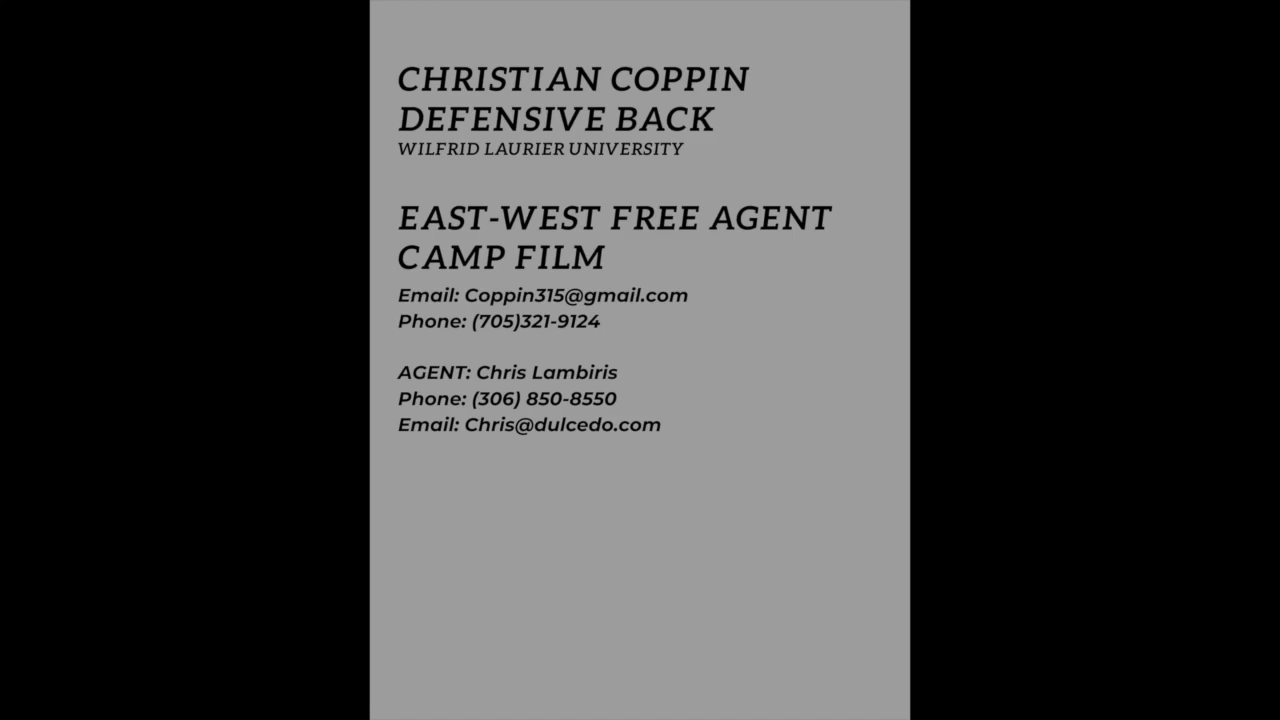 CHRISTIAN COPPIN
DEFENSIVE BACK
WILFRID LAURIER UNIVERSITY
EAST-WEST FREE AGENT
CAMP FILM
Email: Coppin315@gmail.com
Phone: (705)321-9124
AGENT: Chris Lambiris
Phone: (306) 850-8550
Email: Chris@dulcedo.com